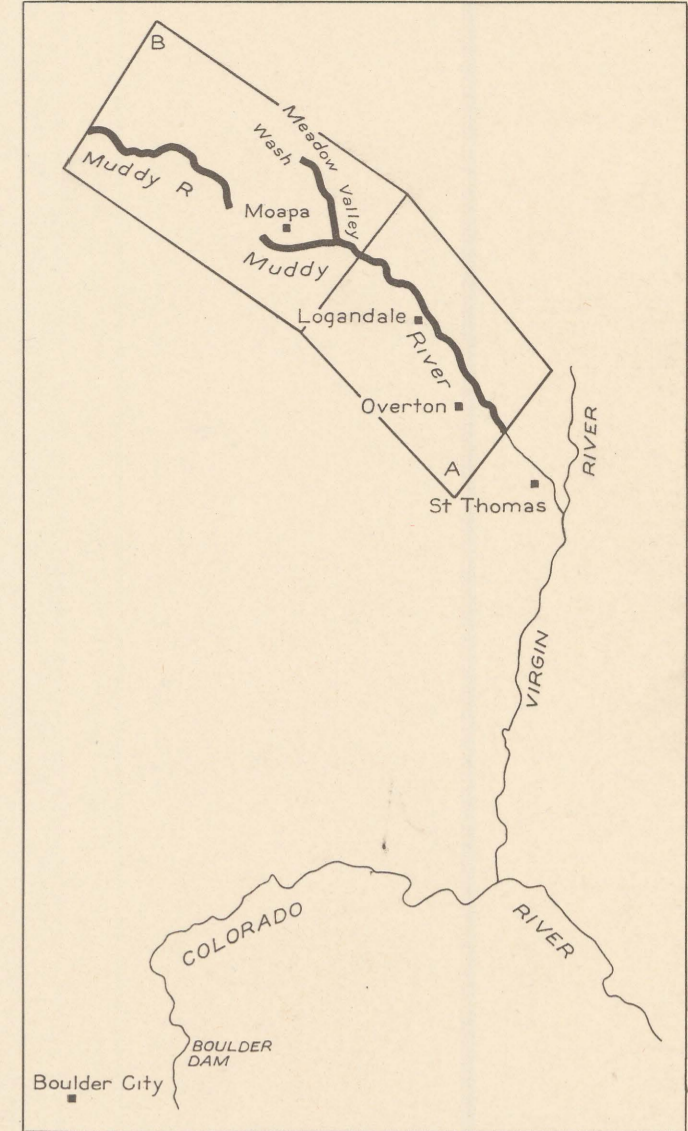 B
Meadow Valley
Wash
Muddy R
Moapa
Muddy
River
Logandale
Overton
A
St Thomas
RIVER
VIRGIN
COLORADO
RIVER
BOULDER
DAM
Boulder City